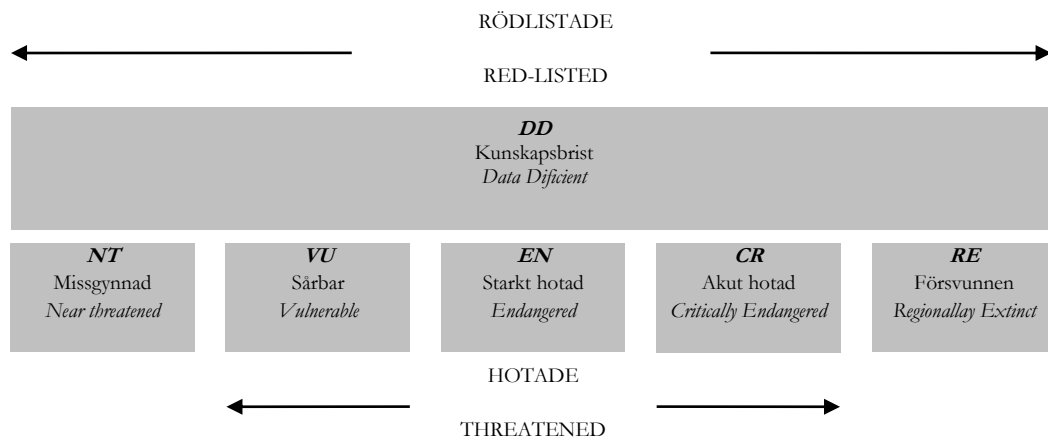 RÖDLISTADE
RED-LISTED
DD
Kunskapsbrist
Data Dificient
NT
Missgynnad
Near threatened
VU
Sårbar
Vulnerable
EN
Starkt hotad
Endangered
CR
Akut hotad
Critically Endangered
RE
Försvunnen
Regionallay Extinct
HOTADE
THREATENED